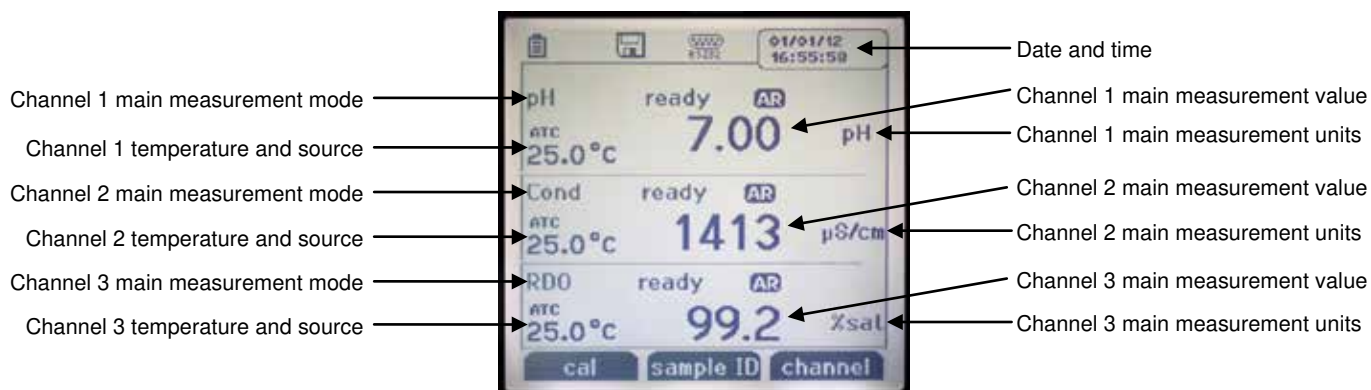 01/01/12
16:55:58
Date and time
Channel 1 main measurement mode
pH
ready
AR
Channel 1 main measurement value
ATC
7.00
pH
Channel 1 main measurement units
Channel 1 temperature and source
25.0°C
Channel 2 main measurement mode
Cond
ready
AR
Channel 2 main measurement value
ATC
1413
µS/cm
Channel 2 main measurement units
Channel 2 temperature and source
25.0°C
Channel 3 main measurement mode
RDO
ready
AR
Channel 3 main measurement value
ATC
99.2
%sat
Channel 3 main measurement units
Channel 3 temperature and source
25.0°C
cal
sample ID
channel